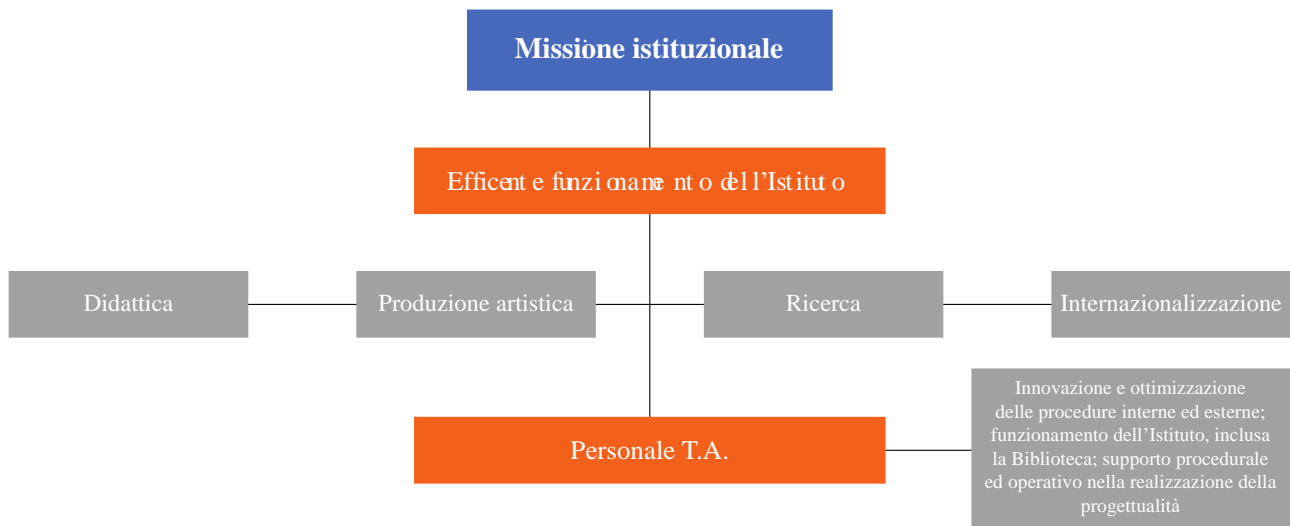 Missione istituzionale
Efficente funzionamento dell’Istituto
Didattica
Produzione artistica
Ricerca
Internazionalizzazione
Innovazione e ottimizzazione
delle procedure interne ed esterne;
funzionamento dell’Istituto, inclusa
la Biblioteca; supporto procedurale
ed operativo nella realizzazione della
progettualità
Personale T.A.